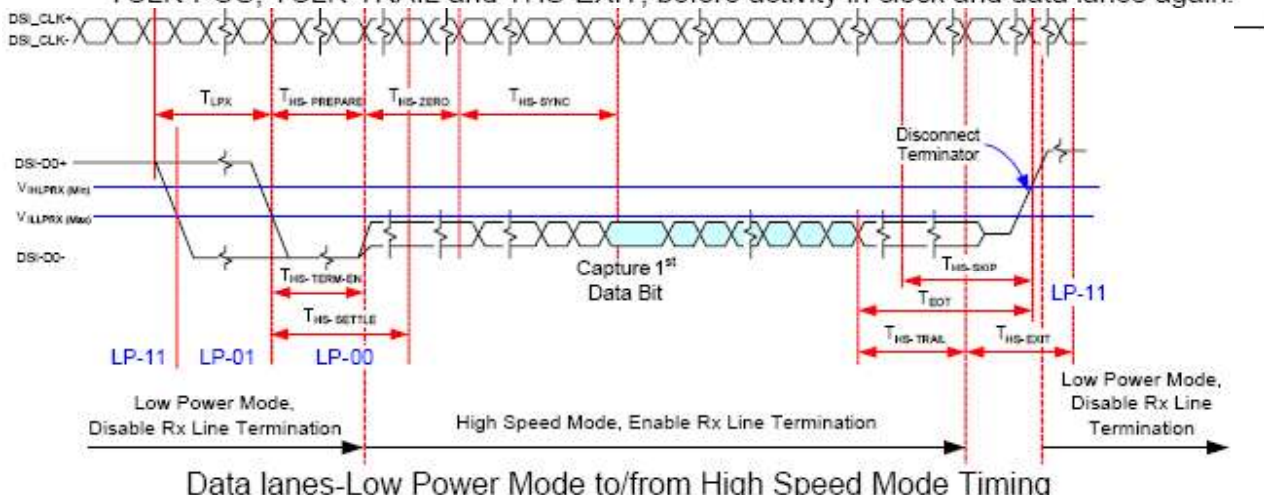 TCLK-POS, TCLK-TRAIL and THS-EXIT, before activity in clock and data lanes again.
DSI_CLK+
DSI_CLK-
TLPX
THS-PREPARE
THS-ZERO
THS-SYNC
Disconnect
Terminator
DSI-D0+
VIHLPRX (Min)
VILLPRX (Max)
DSI-D0-
THS-TERM-EN
Capture 1st
Data Bit
THS-SKIP
TEOT
LP-11
THS-SETTLE
THS-TRAIL
THS-EXIT
LP-11
LP-01
LP-00
Low Power Mode,
Disable Rx Line Termination
High Speed Mode, Enable Rx Line Termination
Low Power Mode,
Disable Rx Line
Termination
Data lanes-Low Power Mode to/from High Speed Mode Timing